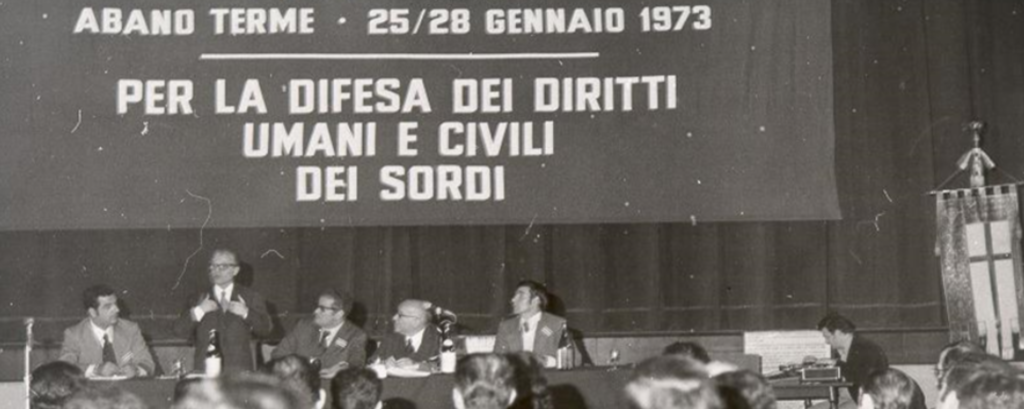 ABANO TERME · 25/28 GENNAIO 1973
PER LA DIFESA DEI DIRITTI
UMANI E CIVILI
DEI SORDI